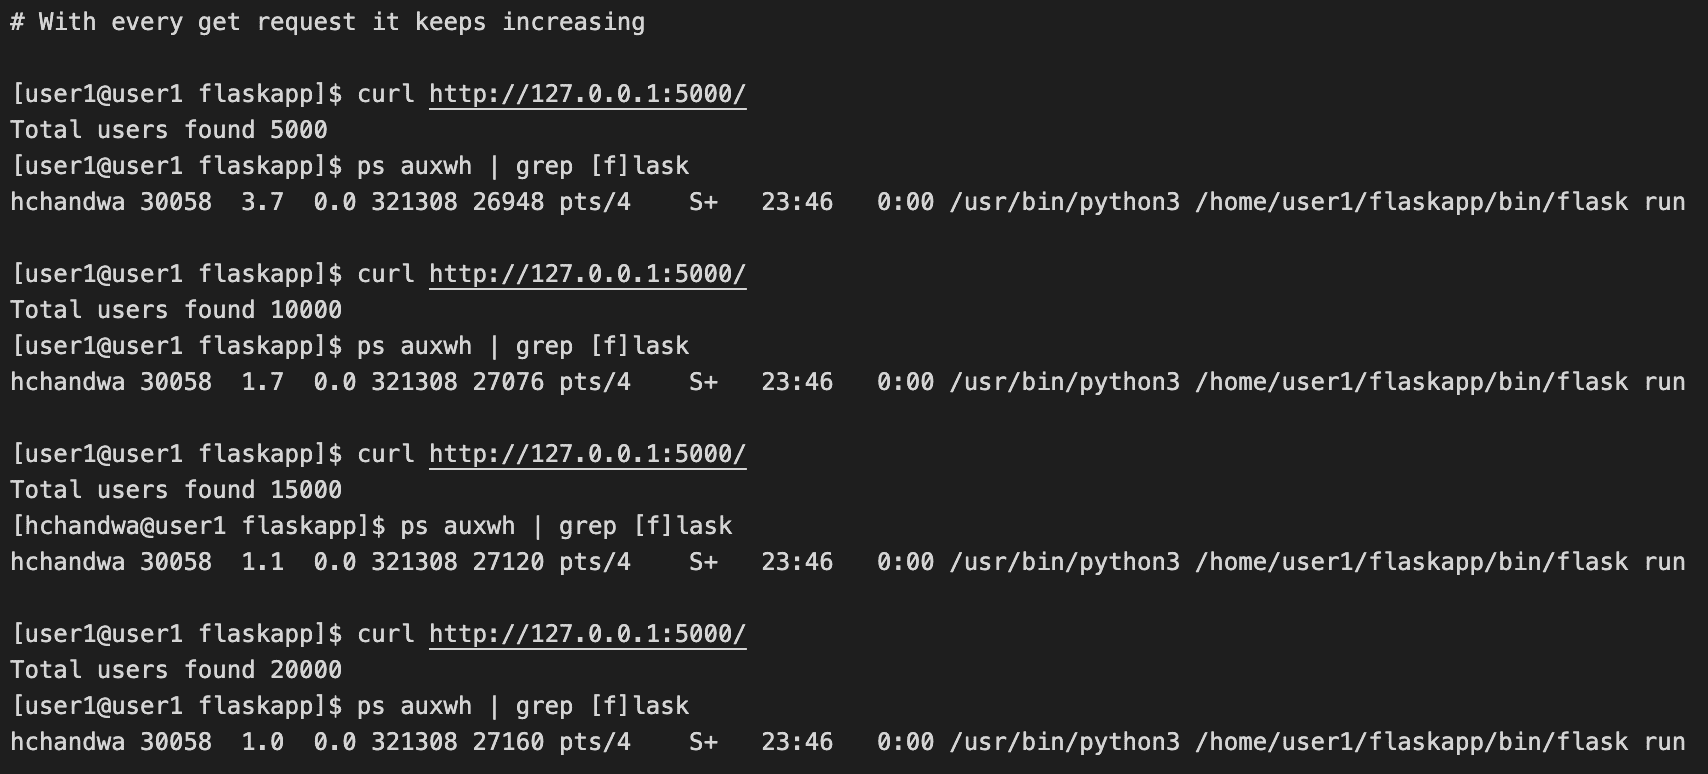 # With every get request it keeps increasing
[user1@user1 flaskapp]$ curl http://127.0.0.1:5000/
Total users found 5000
[user1@user1 flaskapp]$ ps auxwh | grep [f]lask
hchandwa 30058  3.7  0.0 321308 26948 pts/4    S+   23:46   0:00 /usr/bin/python3 /home/user1/flaskapp/bin/flask run
[user1@user1 flaskapp]$ curl http://127.0.0.1:5000/
Total users found 10000
[user1@user1 flaskapp]$ ps auxwh | grep [f]lask
hchandwa 30058  1.7  0.0 321308 27076 pts/4    S+   23:46   0:00 /usr/bin/python3 /home/user1/flaskapp/bin/flask run
[user1@user1 flaskapp]$ curl http://127.0.0.1:5000/
Total users found 15000
[hchandwa@user1 flaskapp]$ ps auxwh | grep [f]lask
hchandwa 30058  1.1  0.0 321308 27120 pts/4    S+   23:46   0:00 /usr/bin/python3 /home/user1/flaskapp/bin/flask run
[user1@user1 flaskapp]$ curl http://127.0.0.1:5000/
Total users found 20000
[user1@user1 flaskapp]$ ps auxwh | grep [f]lask
hchandwa 30058  1.0  0.0 321308 27160 pts/4    S+   23:46   0:00 /usr/bin/python3 /home/user1/flaskapp/bin/flask run